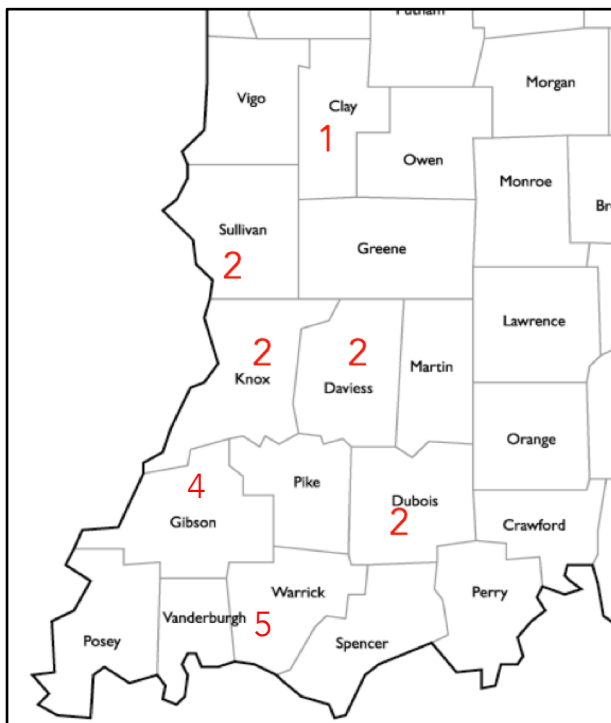 Putnam
Vigo
Clay
Morgan
1
Owen
Monroe
Br
Sullivan
Greene
2
Lawrence
2
2
Knox
Daviess
Martin
Orange
4
Pike
Gibson
Dubois
2
Crawford
Warrick
Perry
Vanderburgh
5
Posey
Spencer